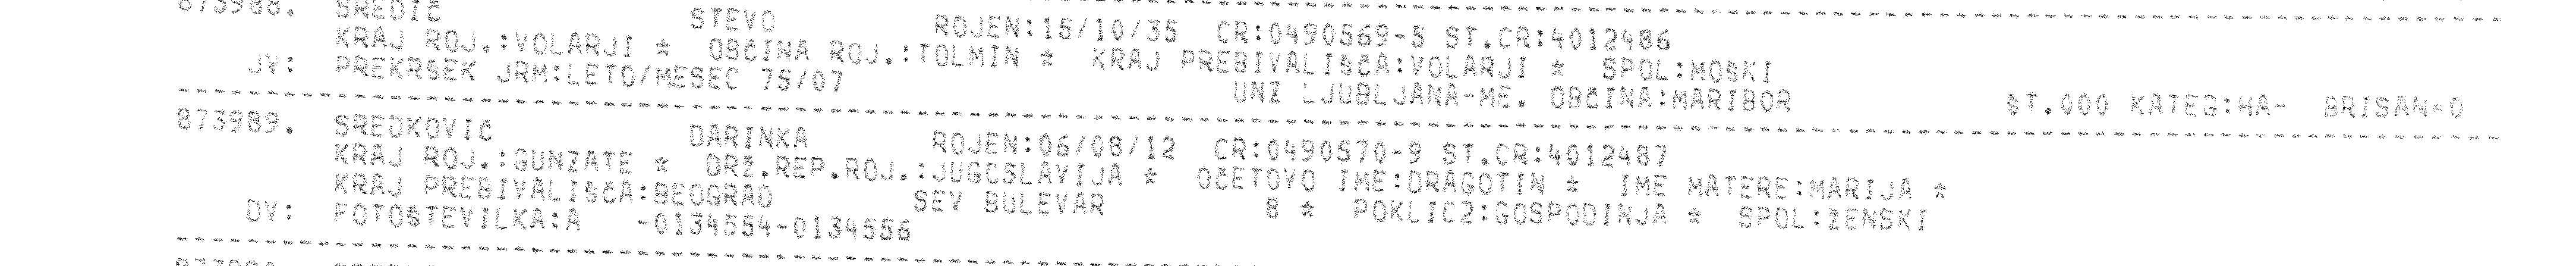 873988. SREDIČ STEVO ROJEN:15/10/35 CR:0490569-5 ST.CR:4012486
KRAJ ROJ.:VOLARJI * OBČINA ROJ.:TOLMIN * KRAJ PREBIVALIŠČA:VOLARJI * SPOL:MOŠKI
JV: PREKRŠEK JRM:LETO/MESEC 75/07 UNZ LJUBLJANA-ME. OBČINA:MARIBOR ŠT.000 KATEG:HA- BRISAN=0
873989. SREDKOVIČ DARINKA ROJEN:06/08/12 CR:0490570-9 ST.CR:4012487
KRAJ ROJ.:GUNZATE * DRŽ.REP.ROJ.:JUGCSLAVIJA * OČETOVO IME:DRAGOTIN * IME MATERE:MARIJA *
KRAJ PREBIVALIŠČA:BEOGRAD SEV BULEVAR 8 * POKLIC2:GOSPODINJA * SPOL:ŽENSKI
DV: FOTOŠTEVILKA:A -0134554-0134556